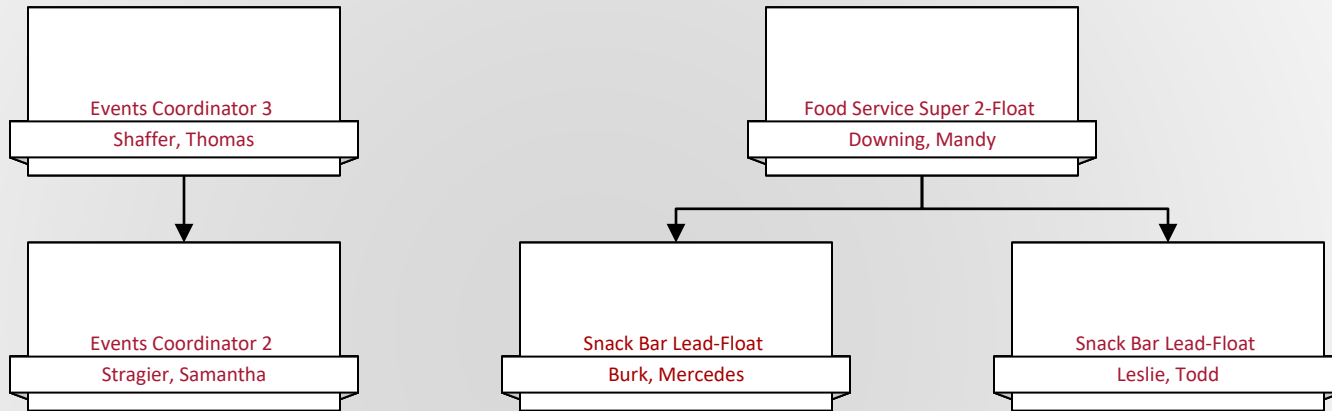 Events Coordinator 3
Shaffer, Thomas
Food Service Super 2-Float
Downing, Mandy
Events Coordinator 2
Stragier, Samantha
Snack Bar Lead-Float
Burk, Mercedes
Snack Bar Lead-Float
Leslie, Todd